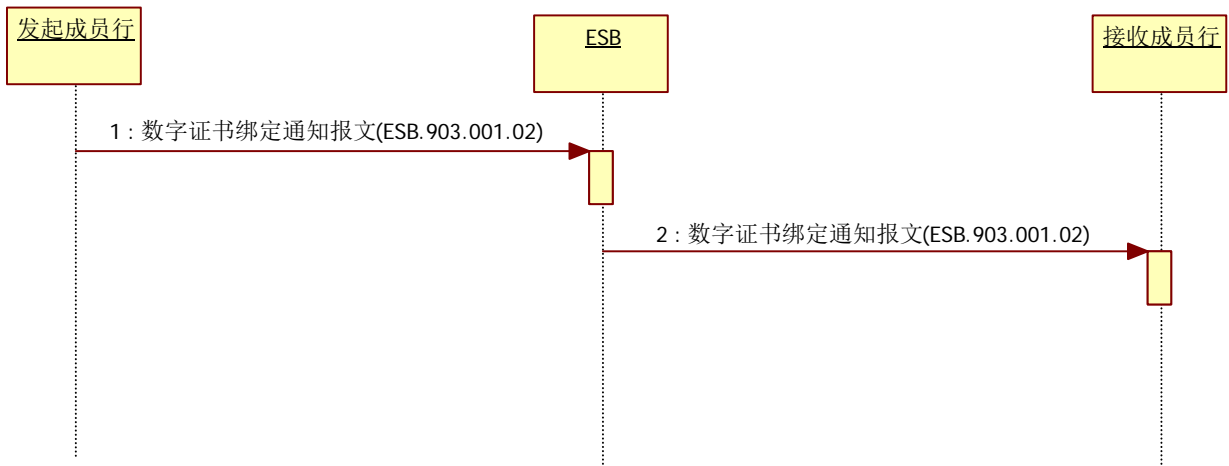 发起成员行
ESB
接收成员行
1 : 数字证书绑定通知报文(ESB.903.001.02)
2 : 数字证书绑定通知报文(ESB.903.001.02)